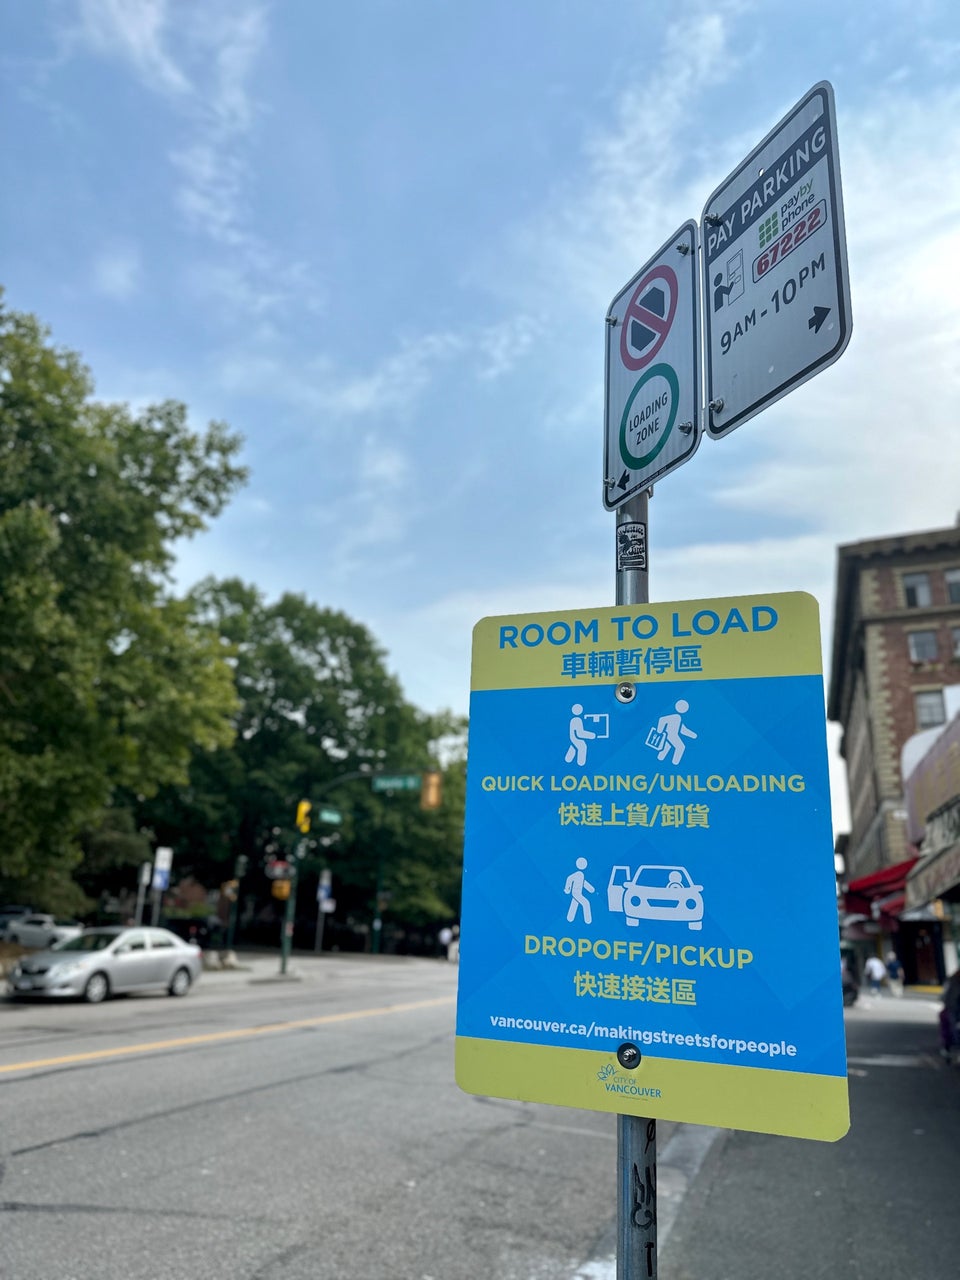 PAY PARKING
payby
phone
67222
9AM - 10PM
LOADING
ZONE
ROOM TO LOAD
車輛暫停區
QUICK LOADING/UNLOADING
快速上貨/卸貨
DROPOFF/PICKUP
快速接送區
vancouver.ca/makingstreetsforpeople
CITY OF
VANCOUVER